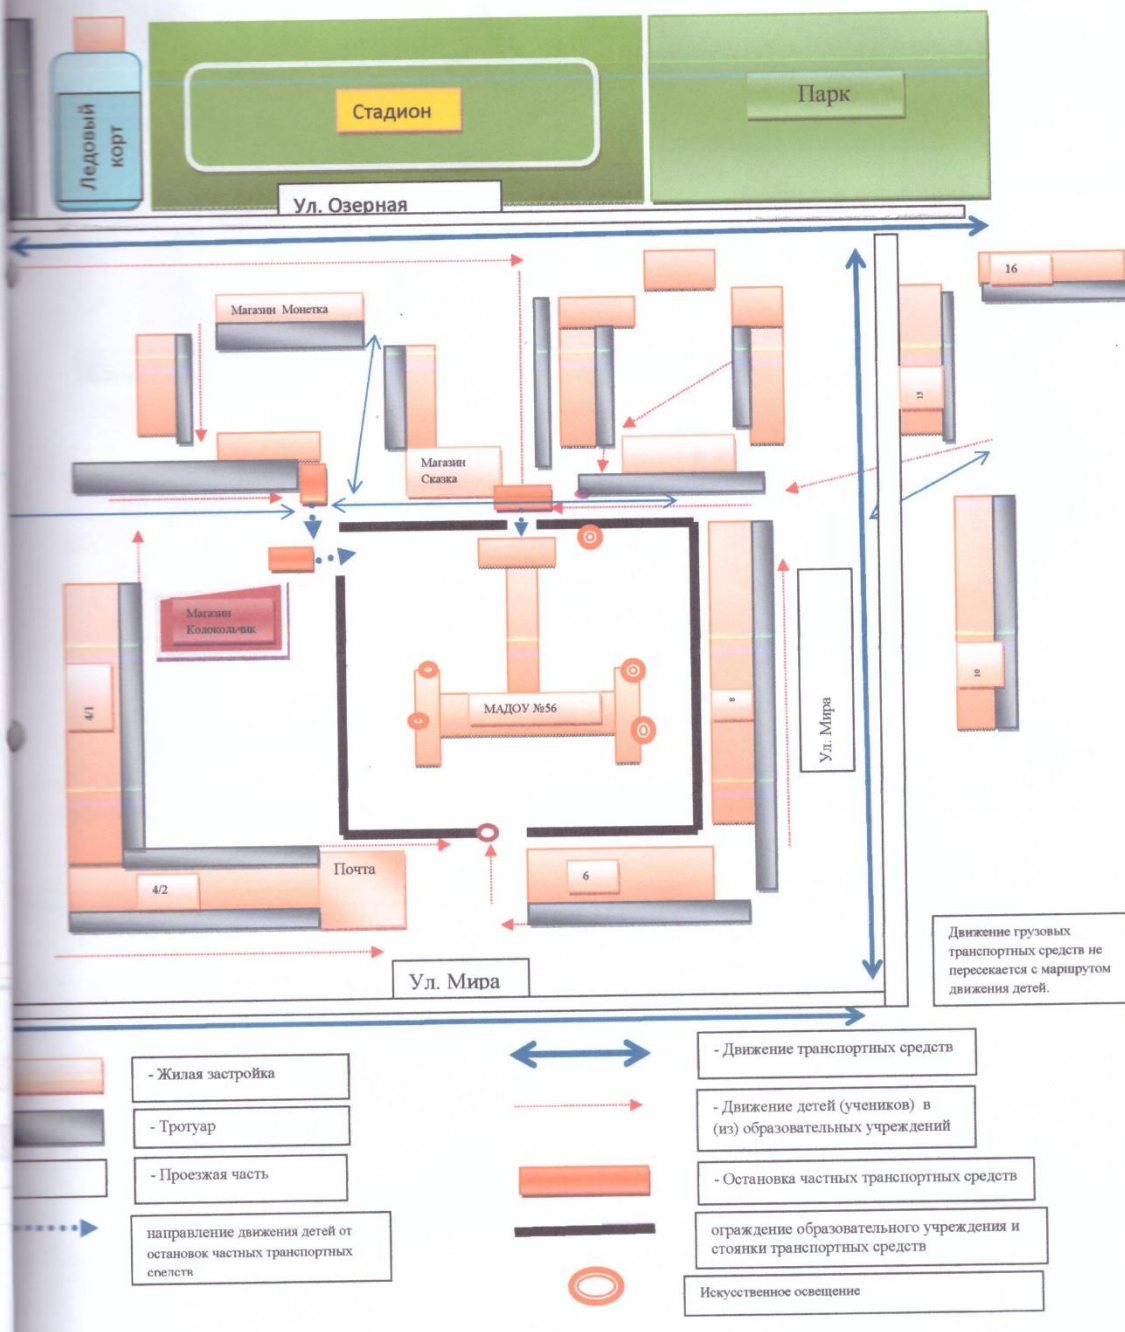 Ледовый
корт
Стадион
Парк
Ул. Озерная
16
Магазин Монетка
15
Магазин
Сказка
Магазин
Колокольчик
4/1
МАДОУ №56
8
Ул. Мира
10
Почта
4/2
6
Движение грузовых
транспортных средств не
пересекается с маршрутом
движения детей.
Ул. Мира
- Жилая застройка
- Тротуар
- Проезжая часть
направление движения детей от
остановок частных транспортных
средств
- Движение транспортных средств
- Движение детей (учеников) в
(из) образовательных учреждений
- Остановка частных транспортных средств
ограждение образовательного учреждения и
стоянки транспортных средств
Искусственное освещение